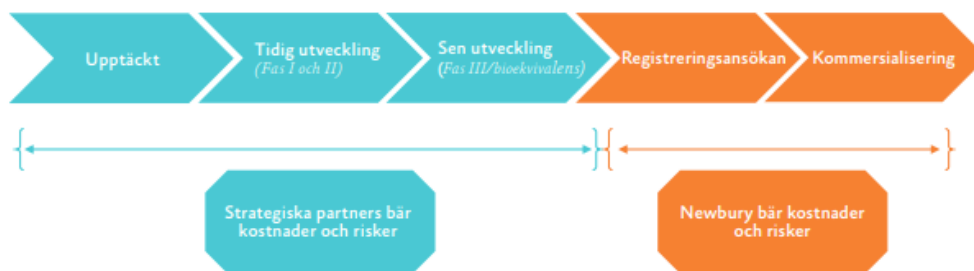 Upptäckt
Tidig utveckling
(Fas I och II)
Sen utveckling
(Fas III/bioekvivalens)
Registreringsansökan
Kommersialisering
Strategiska partners bär
kostnader och risker
Newbury bär kostnader
och risker